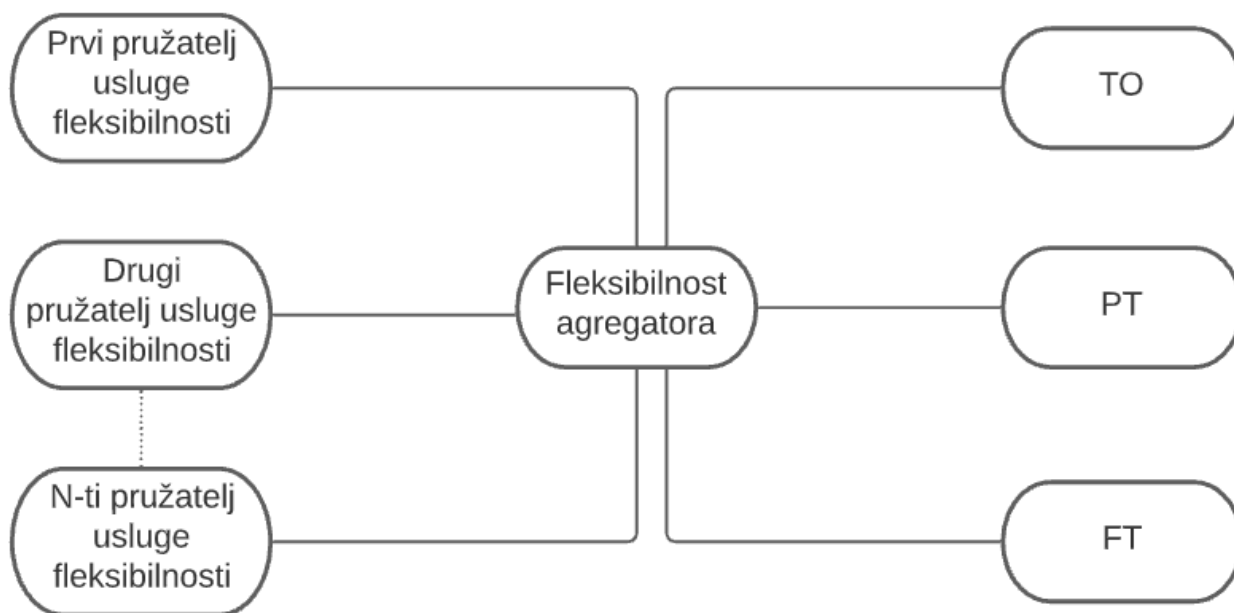 Prvi pružatelj
usluge
fleksibilnosti
TO
Drugi
pružatelj usluge
fleksibilnosti
Fleksibilnost
agregatora
PT
N-ti pružatelj
usluge
fleksibilnosti
FT